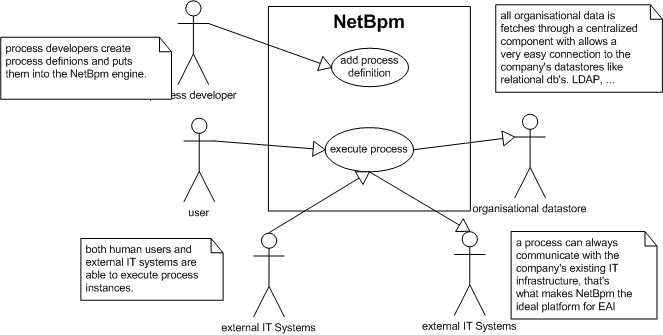 NetBpm
all organisational data is
fetches through a centralized
component with allows a
very easy connection to the
company's datastores like
relational db's. LDAP, ...
process developers create
process definions and puts
them into the NetBpm engine.
add process
definition
ess developer
execute process
user
organisational datastore
both human users and
external IT systems are
able to execute process
instances.
a process can always
communicate with the
company's existing IT
infrastructure, that's
what makes NetBpm the
ideal platform for EAI
external IT Systems
external IT Systems